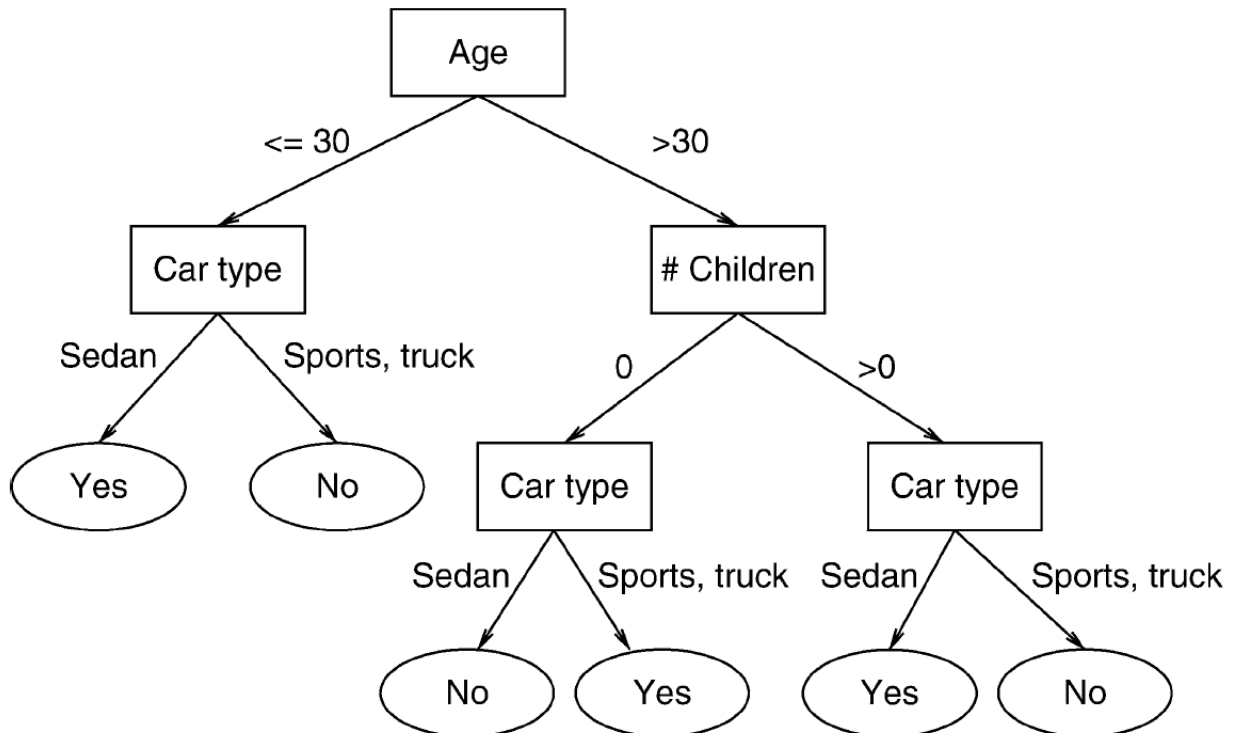 Age
<= 30
>30
Car type
# Children
Sedan
Sports, truck
0
>0
Yes
No
Car type
Car type
Sedan
Sports, truck
Sedan
Sports, truck
No
Yes
Yes
No